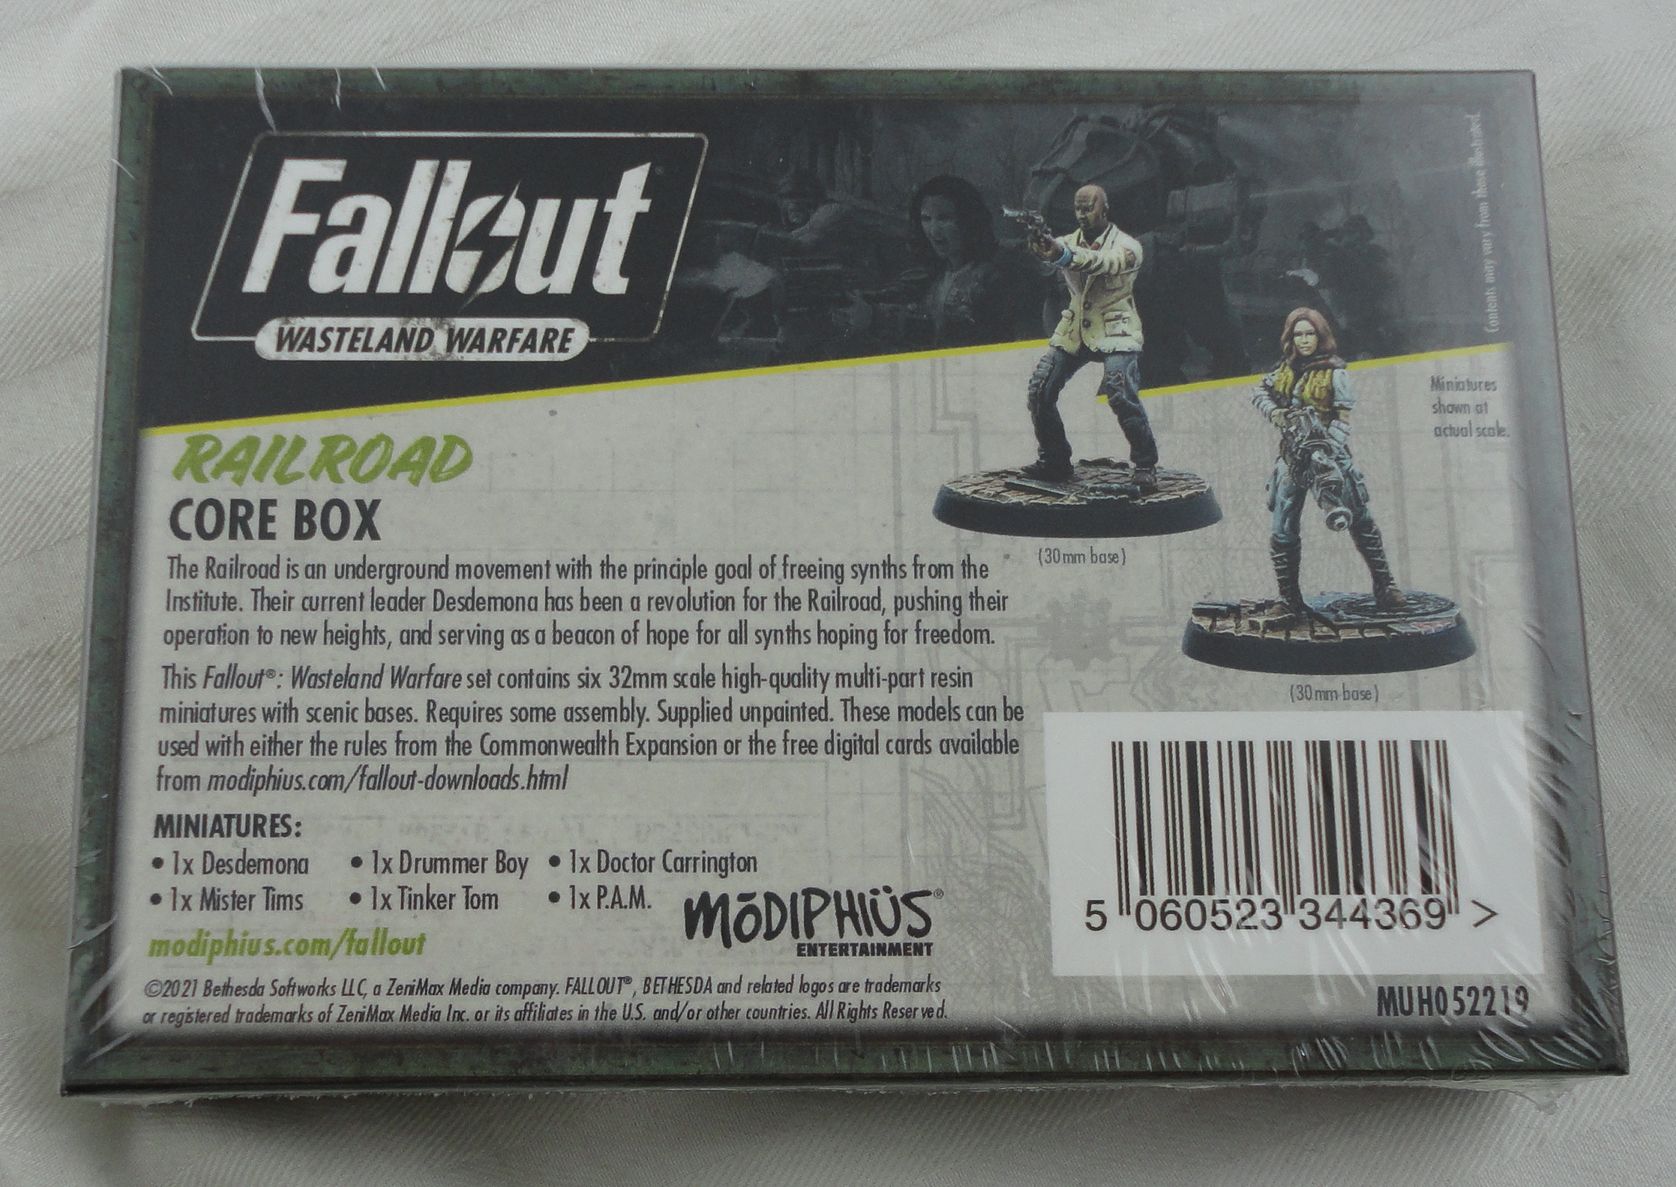 Fallout
WASTELAND WARFARE
Contents may vary from those illustrated.
Miniatures
shown at
actual scale.
(30mm base)
(30mm base)
RAILROAD
CORE BOX
The Railroad is an underground movement with the principle goal of freeing synths from the
Institute. Their current leader Desdemona has been a revolution for the Railroad, pushing their
operation to new heights, and serving as a beacon of hope for all synths hoping for freedom.
This Fallout®: Wasteland Warfare set contains six 32mm scale high-quality multi-part resin
miniatures with scenic bases. Requires some assembly. Supplied unpainted. These models can be
used with either the rules from the Commonwealth Expansion or the free digital cards available
from modiphius.com/fallout-downloads.html
MINIATURES:
• 1x Desdemona • 1x Drummer Boy • 1x Doctor Carrington
• 1x Mister Tims • 1x Tinker Tom • 1x P.A.M.
modiphius.com/fallout
MōDIPHIÜS®
ENTERTAINMENT
©2021 Bethesda Softworks LLC, a ZeniMax Media company. FALLOUT®, BETHESDA and related logos are trademarks
or registered trademarks of ZeniMax Media Inc. or its affiliates in the U.S. and/or other countries. All Rights Reserved.
5 060523 344369 >
MUH052219